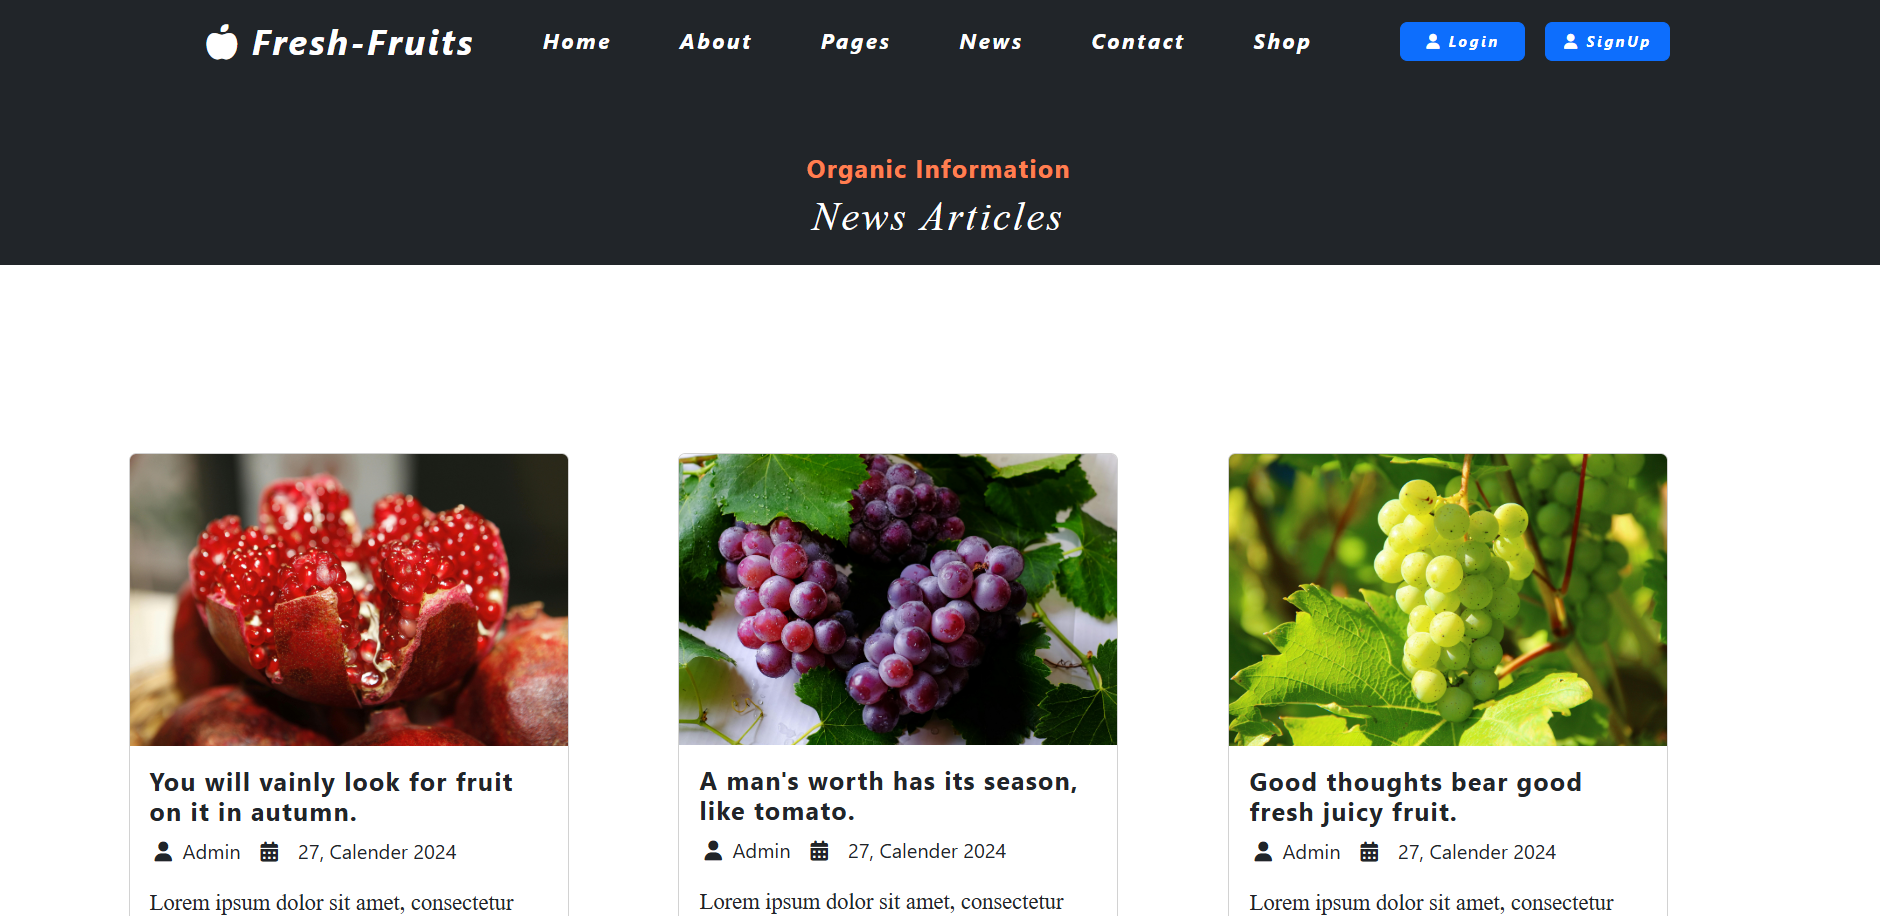 Fresh-Fruits Home About Pages News Contact Shop Login SignUp
Organic Information
News Articles
You will vainly look for fruit
on it in autumn.
Admin 27, Calender 2024
Lorem ipsum dolor sit amet, consectetur
A man's worth has its season,
like tomato.
Admin 27, Calender 2024
Lorem ipsum dolor sit amet, consectetur
Good thoughts bear good
fresh juicy fruit.
Admin 27, Calender 2024
Lorem ipsum dolor sit amet, consectetur